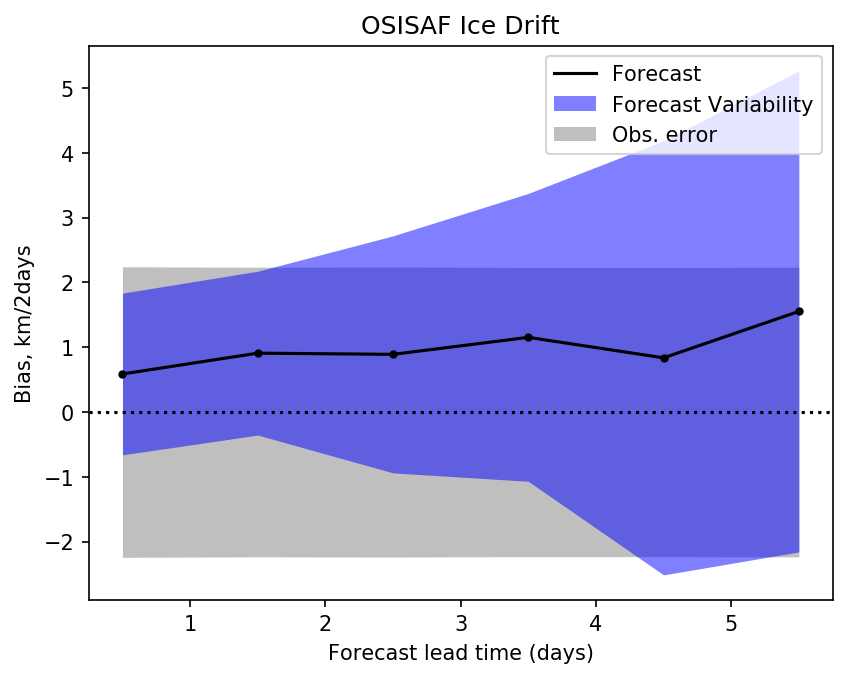 OSISAF Ice Drift
Forecast
Forecast Variability
Obs. error
Bias, km/2days
5
4
3
2
1
0
−1
−2
1 2 3 4 5
Forecast lead time (days)